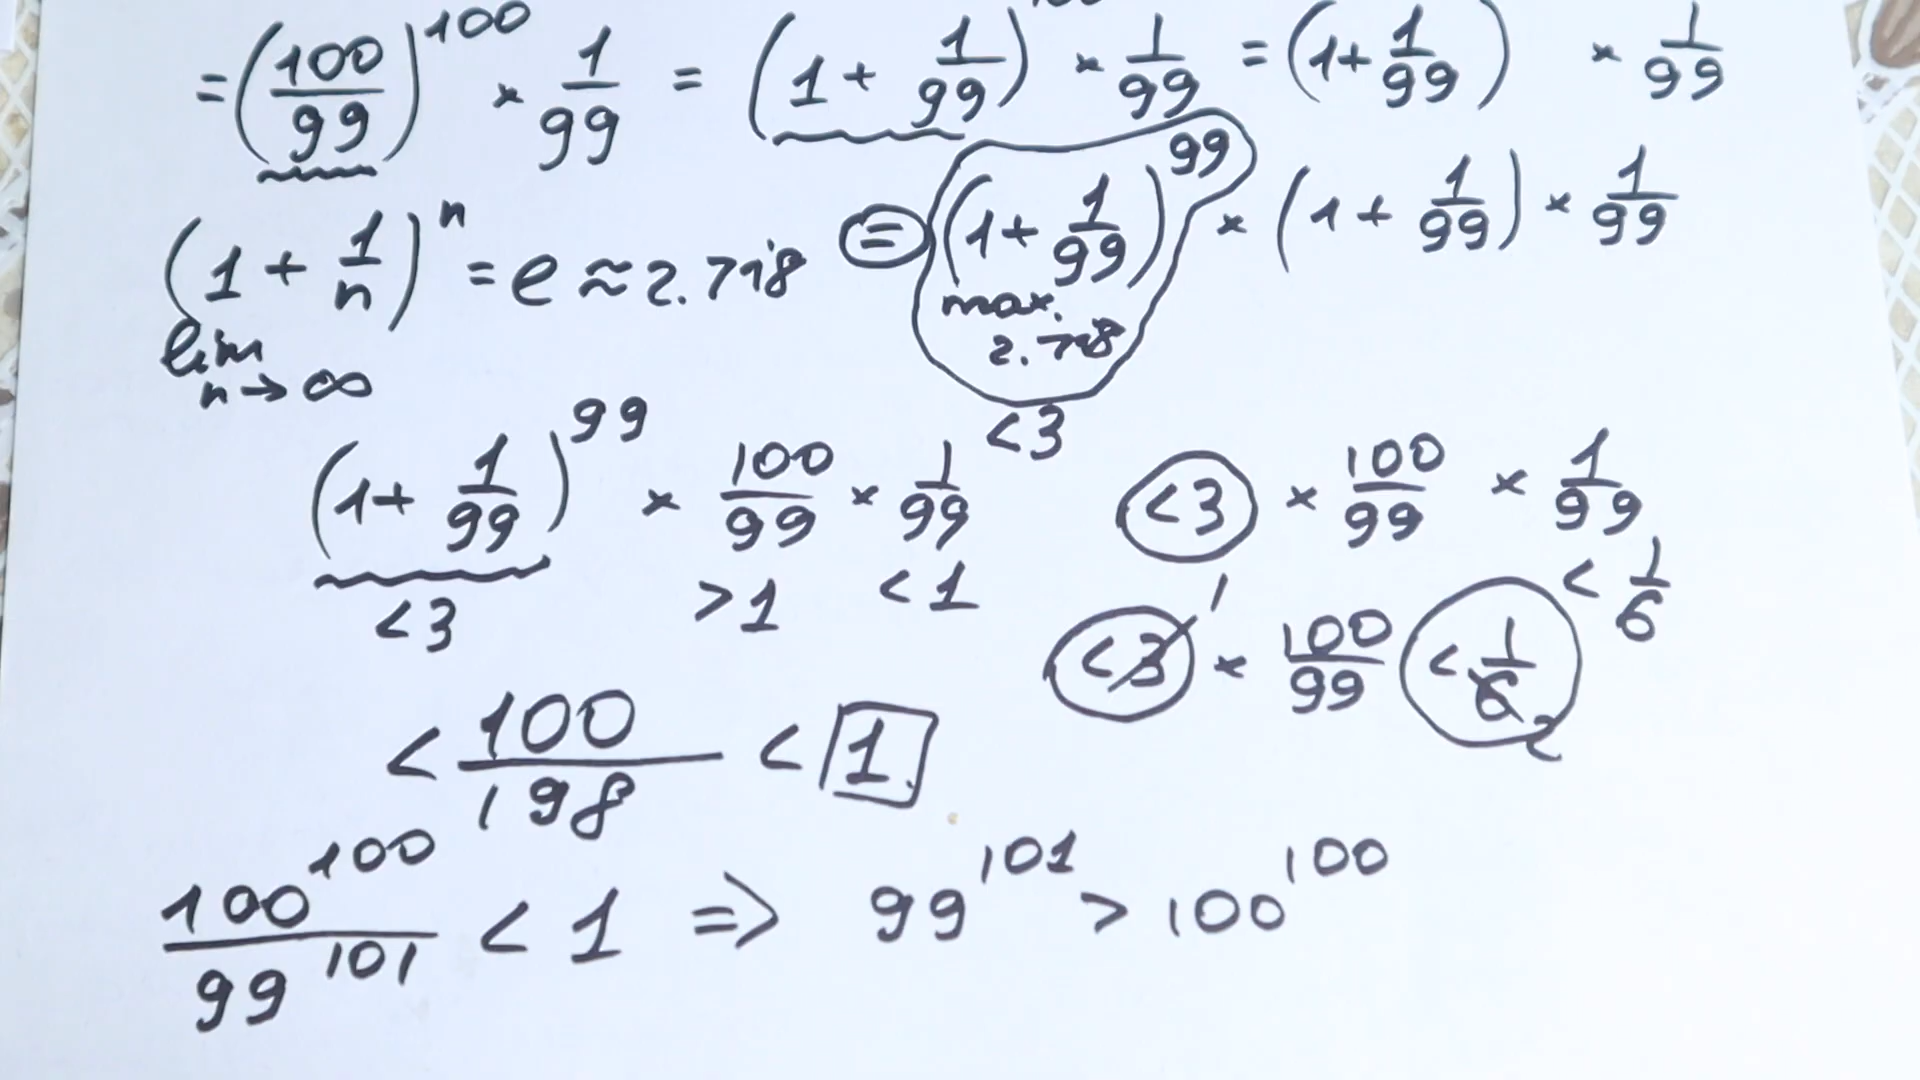 = (100/99)^100 × 1/99 = (1 + 1/99)^100 × 1/99 = (1 + 1/99) × 1/99
(1 + 1/n)^n = e ≈ 2.718
lim
n → ∞
= (1 + 1/99)^99 × (1 + 1/99) × 1/99
max.
2.718
<3
(1 + 1/99)^99 × 100/99 × 1/99
<3 >1 <1
<3 × 100/99 × 1/99
< 1/6
<3 1 × 100/99 < 1/6 2
< 100/198 < 1.
100^100/99^101 < 1 => 99^101 > 100^100